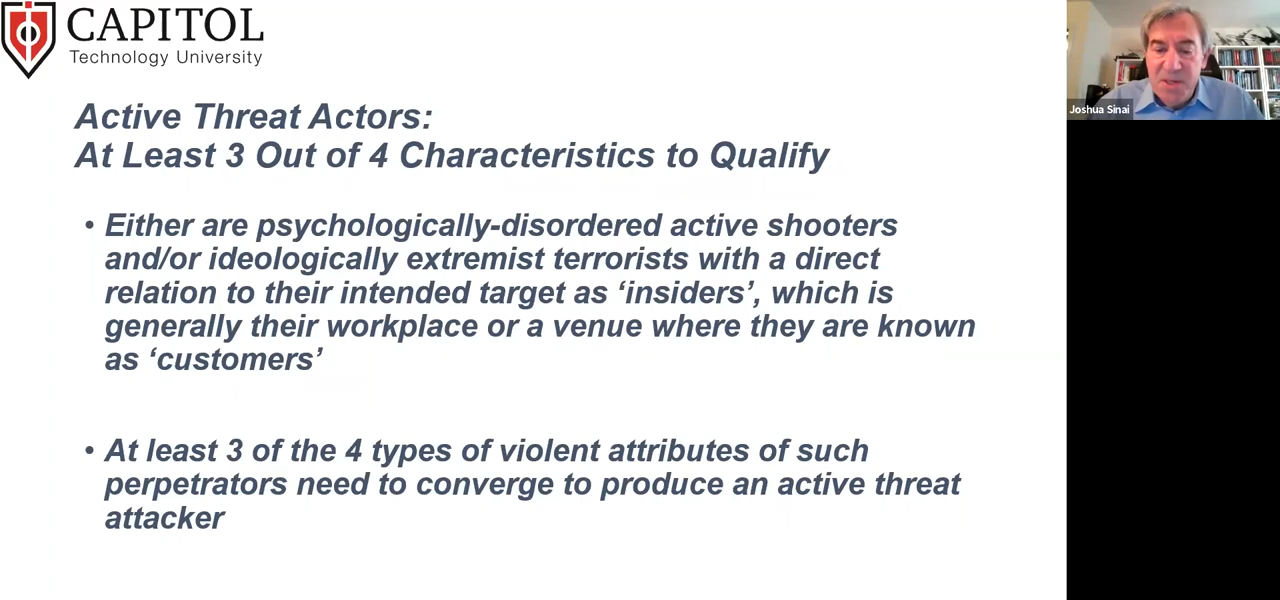 CAPITOL
Technology University
Joshua Sinai
Active Threat Actors:
At Least 3 Out of 4 Characteristics to Qualify
• Either are psychologically-disordered active shooters
and/or ideologically extremist terrorists with a direct
relation to their intended target as ‘insiders’, which is
generally their workplace or a venue where they are known
as ‘customers’
• At least 3 of the 4 types of violent attributes of such
perpetrators need to converge to produce an active threat
attacker